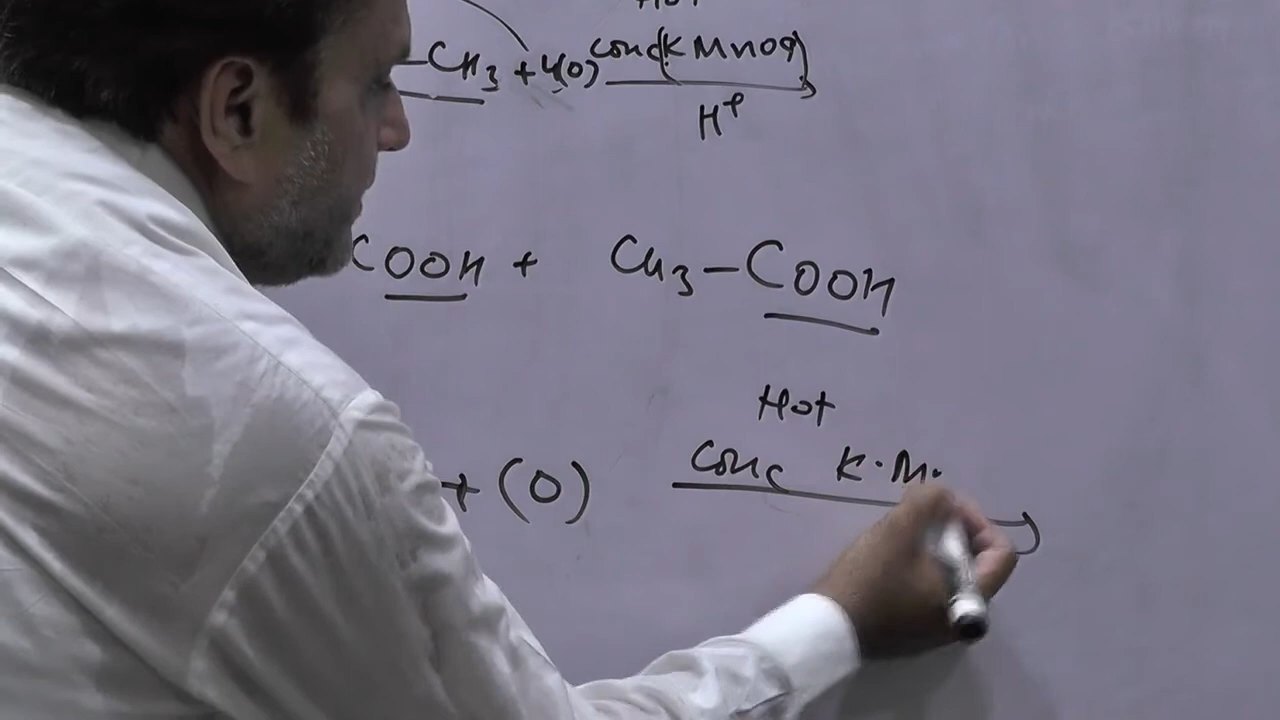 Hot
-CH3 + 4(O) conc(KMnO4)
H+
COOH + CH3-COOH
Hot
+ (O) conc K.M.